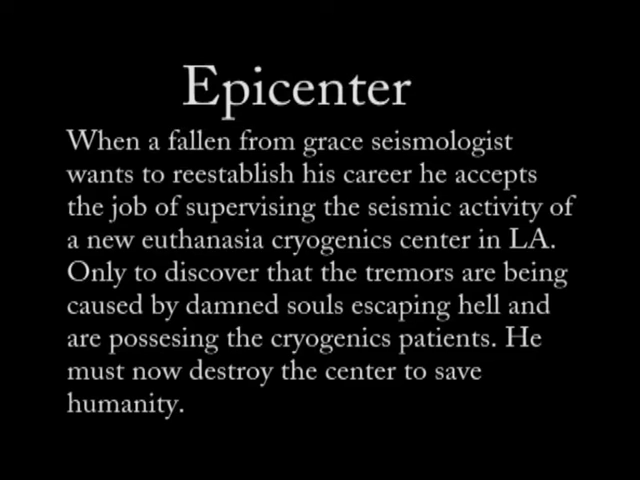 Epicenter
When a fallen from grace seismologist
wants to reestablish his career he accepts
the job of supervising the seismic activity of
a new euthanasia cryogenics center in LA.
Only to discover that the tremors are being
caused by damned souls escaping hell and
are possesing the cryogenics patients. He
must now destroy the center to save
humanity.